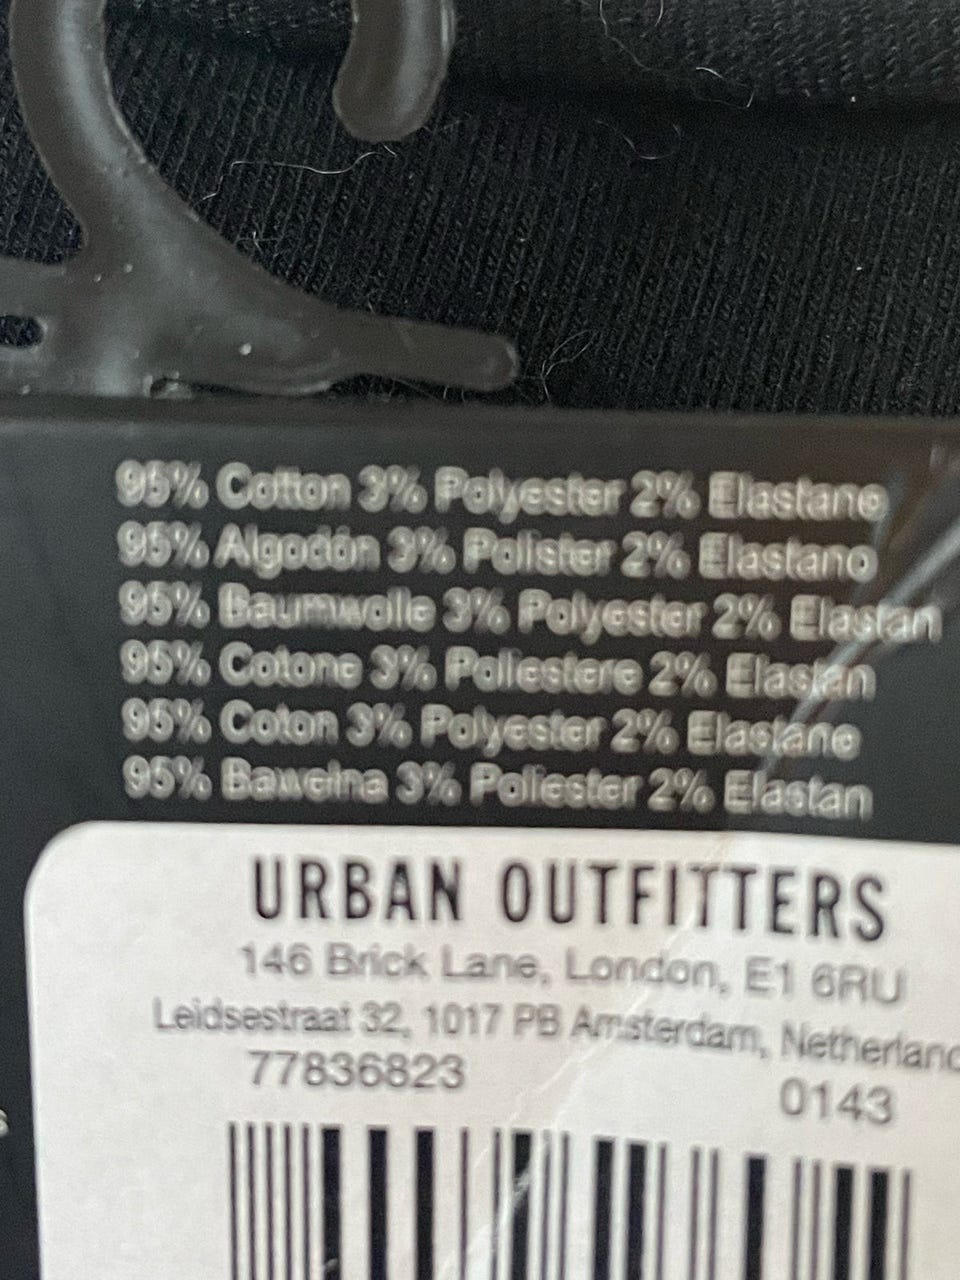 95% Cotton 3% Polyester 2% Elastane
95% Algodón 3% Polister 2% Elastano
95% Baumwolle 3% Polyester 2% Elastan
95% Cotone 3% Poliestere 2% Elastan
95% Coton 3% Polyester 2% Elastane
95% Bawełna 3% Poliester 2% Elastan
URBAN OUTFITTERS
146 Brick Lane, London, E1 6RU
Leidsestraat 32, 1017 PB Amsterdam, Netherland
77836823
0143